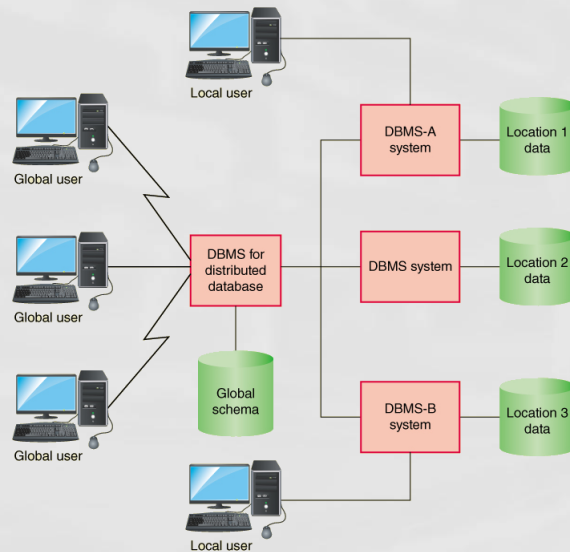 Local user
DBMS-A
system
Location 1
data
Global user
DBMS for
distributed
database
DBMS system
Location 2
data
Global user
Global
schema
DBMS-B
system
Location 3
data
Global user
Local user